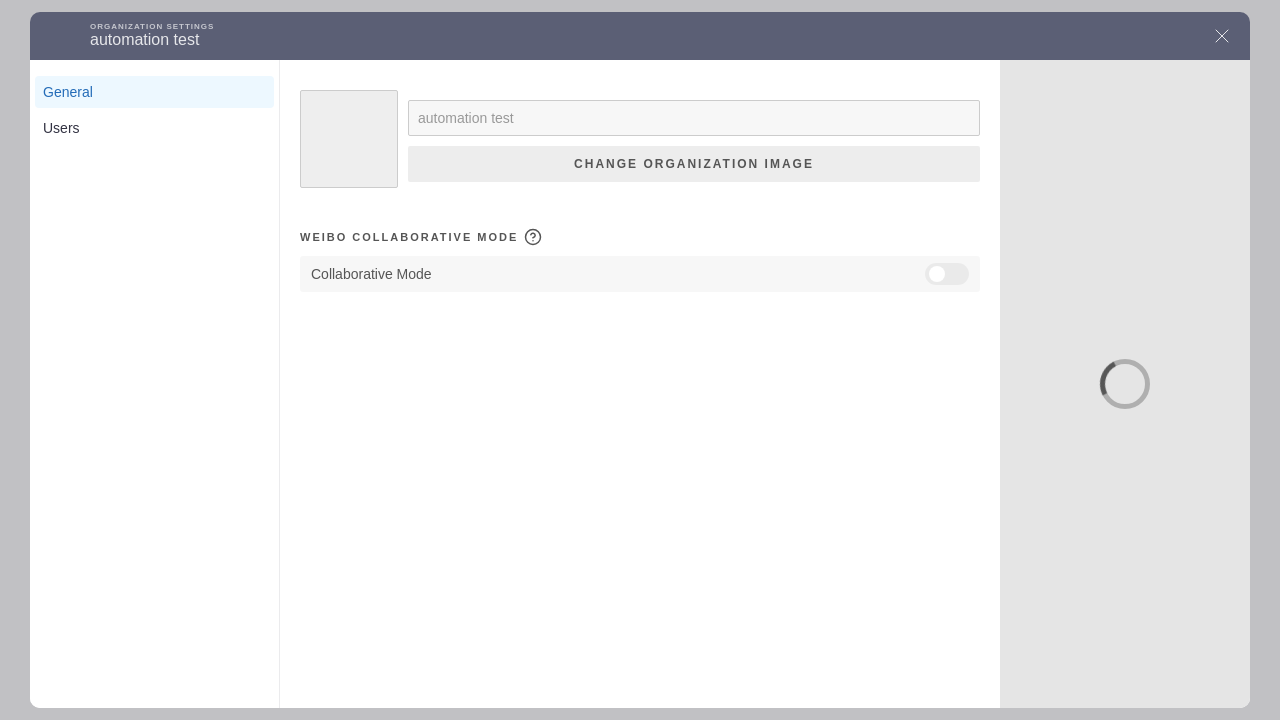 ORGANIZATION SETTINGS
automation test
General
Users
automation test
CHANGE ORGANIZATION IMAGE
WEIBO COLLABORATIVE MODE
Collaborative Mode